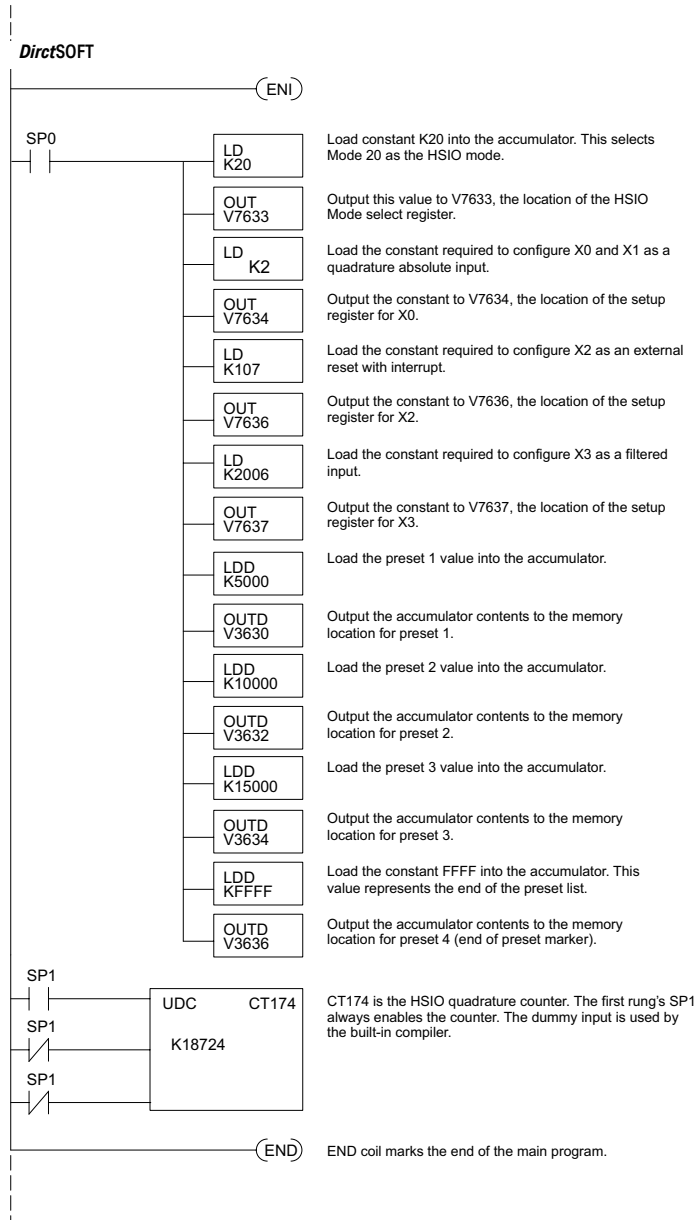 DirctSOFT
ENI
SP0
LD
K20
Load constant K20 into the accumulator. This selects
Mode 20 as the HSIO mode.
OUT
V7633
Output this value to V7633, the location of the HSIO
Mode select register.
LD
K2
Load the constant required to configure X0 and X1 as a
quadrature absolute input.
OUT
V7634
Output the constant to V7634, the location of the setup
register for X0.
LD
K107
Load the constant required to configure X2 as an external
reset with interrupt.
OUT
V7636
Output the constant to V7636, the location of the setup
register for X2.
LD
K2006
Load the constant required to configure X3 as a filtered
input.
OUT
V7637
Output the constant to V7637, the location of the setup
register for X3.
LDD
K5000
Load the preset 1 value into the accumulator.
OUTD
V3630
Output the accumulator contents to the memory
location for preset 1.
LDD
K10000
Load the preset 2 value into the accumulator.
OUTD
V3632
Output the accumulator contents to the memory
location for preset 2.
LDD
K15000
Load the preset 3 value into the accumulator.
OUTD
V3634
Output the accumulator contents to the memory
location for preset 3.
LDD
KFFFF
Load the constant FFFF into the accumulator. This
value represents the end of the preset list.
OUTD
V3636
Output the accumulator contents to the memory
location for preset 4 (end of preset marker).
SP1
UDC CT174
SP1
K18724
SP1
CT174 is the HSIO quadrature counter. The first rung's SP1
always enables the counter. The dummy input is used by
the built-in compiler.
END
END coil marks the end of the main program.